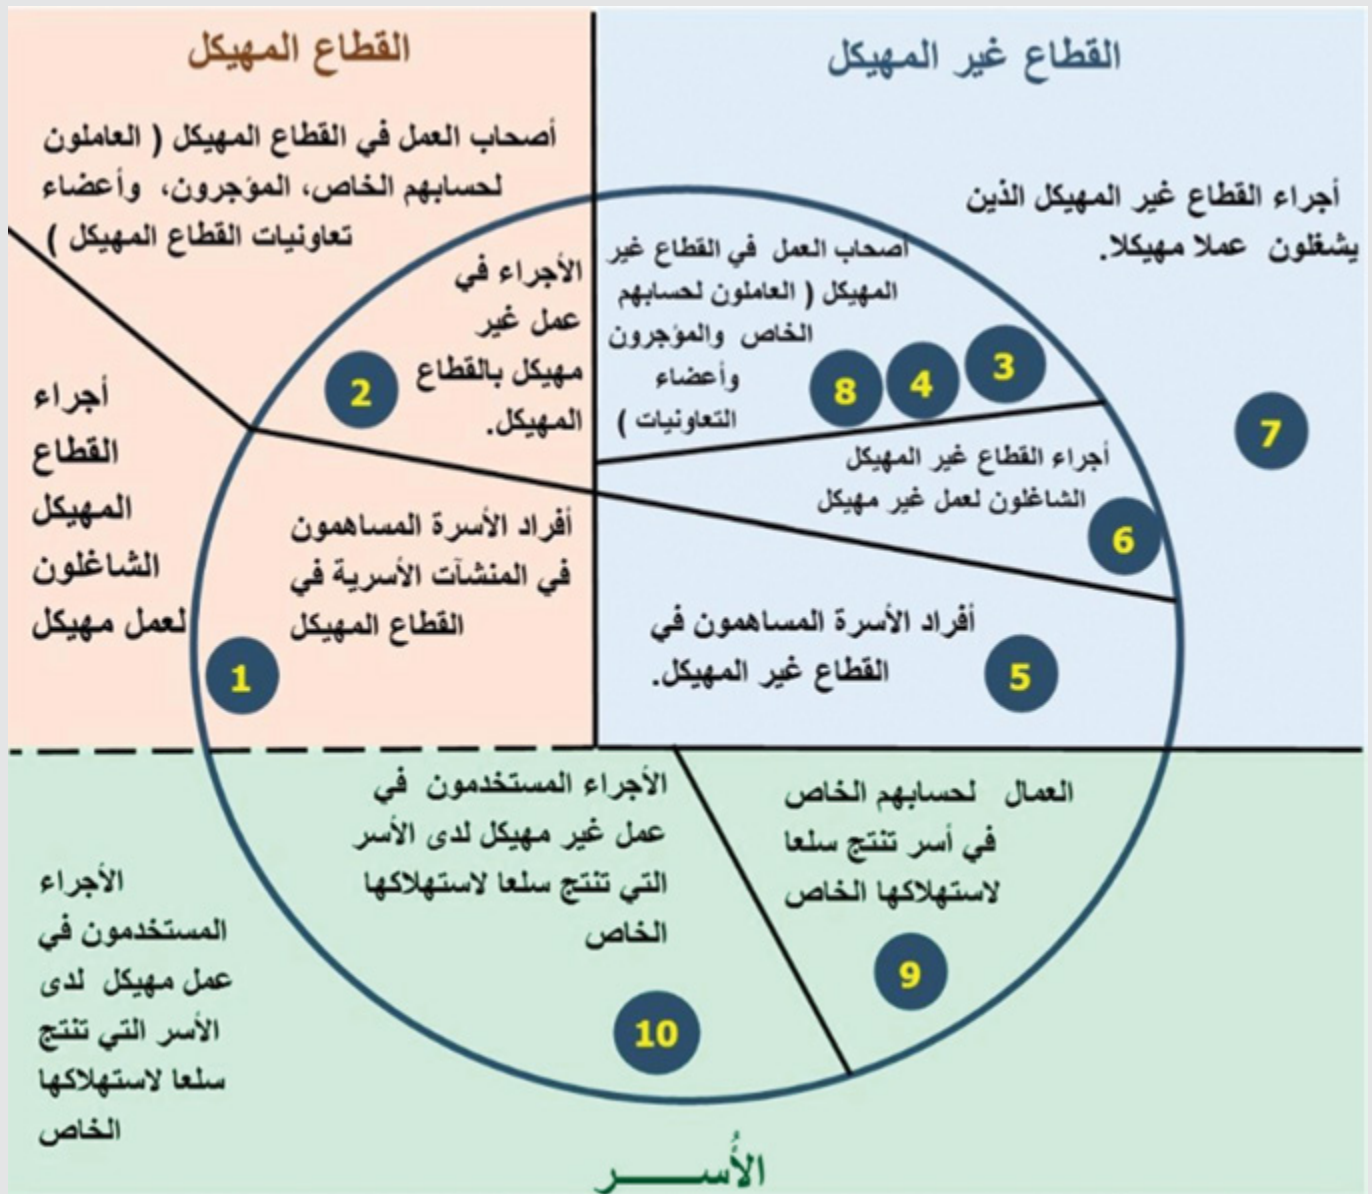 القطاع غير المهيكل
القطاع المهيكل
أجراء القطاع غير المهيكل الذين
يشغلون عملا مهيكلا.
7
أصحاب العمل في القطاع غير
المهيكل ( العاملون لحسابهم
الخاص والمؤجرون
وأعضاء
التعاونيات )
3
4
8
أجراء القطاع غير المهيكل
الشاغلون لعمل غير مهيكل
6
أفراد الأسرة المساهمون في
القطاع غير المهيكل.
5
أصحاب العمل في القطاع المهيكل ( العاملون
لحسابهم الخاص، المؤجرون، وأعضاء
تعاونيات القطاع المهيكل )
الأجراء في
عمل غير
مهيكل بالقطاع
المهيكل.
2
أفراد الأسرة المساهمون
في المنشآت الأسرية في
القطاع المهيكل
1
أجراء
القطاع
المهيكل
الشاغلون
لعمل مهيكل
العمال لحسابهم الخاص
في أسر تنتج سلعا
لاستهلاكها الخاص
9
الأجراء المستخدمون في
عمل غير مهيكل لدى الأسر
التي تنتج سلعا لاستهلاكها
الخاص
10
الأجراء
المستخدمون في
عمل مهيكل لدى
الأسر التي تنتج
سلعا لاستهلاكها
الخاص
الأُســـــر